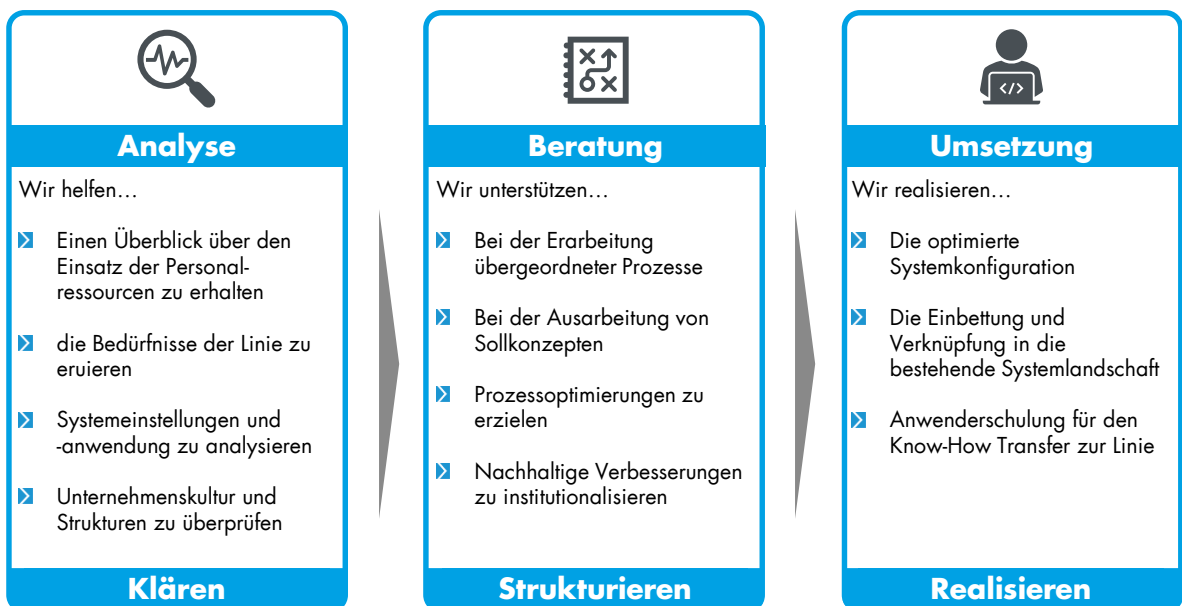 Analyse
Wir helfen…
Einen Überblick über den
Einsatz der Personal-
ressourcen zu erhalten
die Bedürfnisse der Linie zu
eruieren
Systemeinstellungen und
-anwendung zu analysieren
Unternehmenskultur und
Strukturen zu überprüfen
Klären
Beratung
Wir unterstützen…
Bei der Erarbeitung
übergeordneter Prozesse
Bei der Ausarbeitung von
Sollkonzepten
Prozessoptimierungen zu
erzielen
Nachhaltige Verbesserungen
zu institutionalisieren
Strukturieren
</>
Umsetzung
Wir realisieren…
Die optimierte
Systemkonfiguration
Die Einbettung und
Verknüpfung in die
bestehende Systemlandschaft
Anwenderschulung für den
Know-How Transfer zur Linie
Realisieren